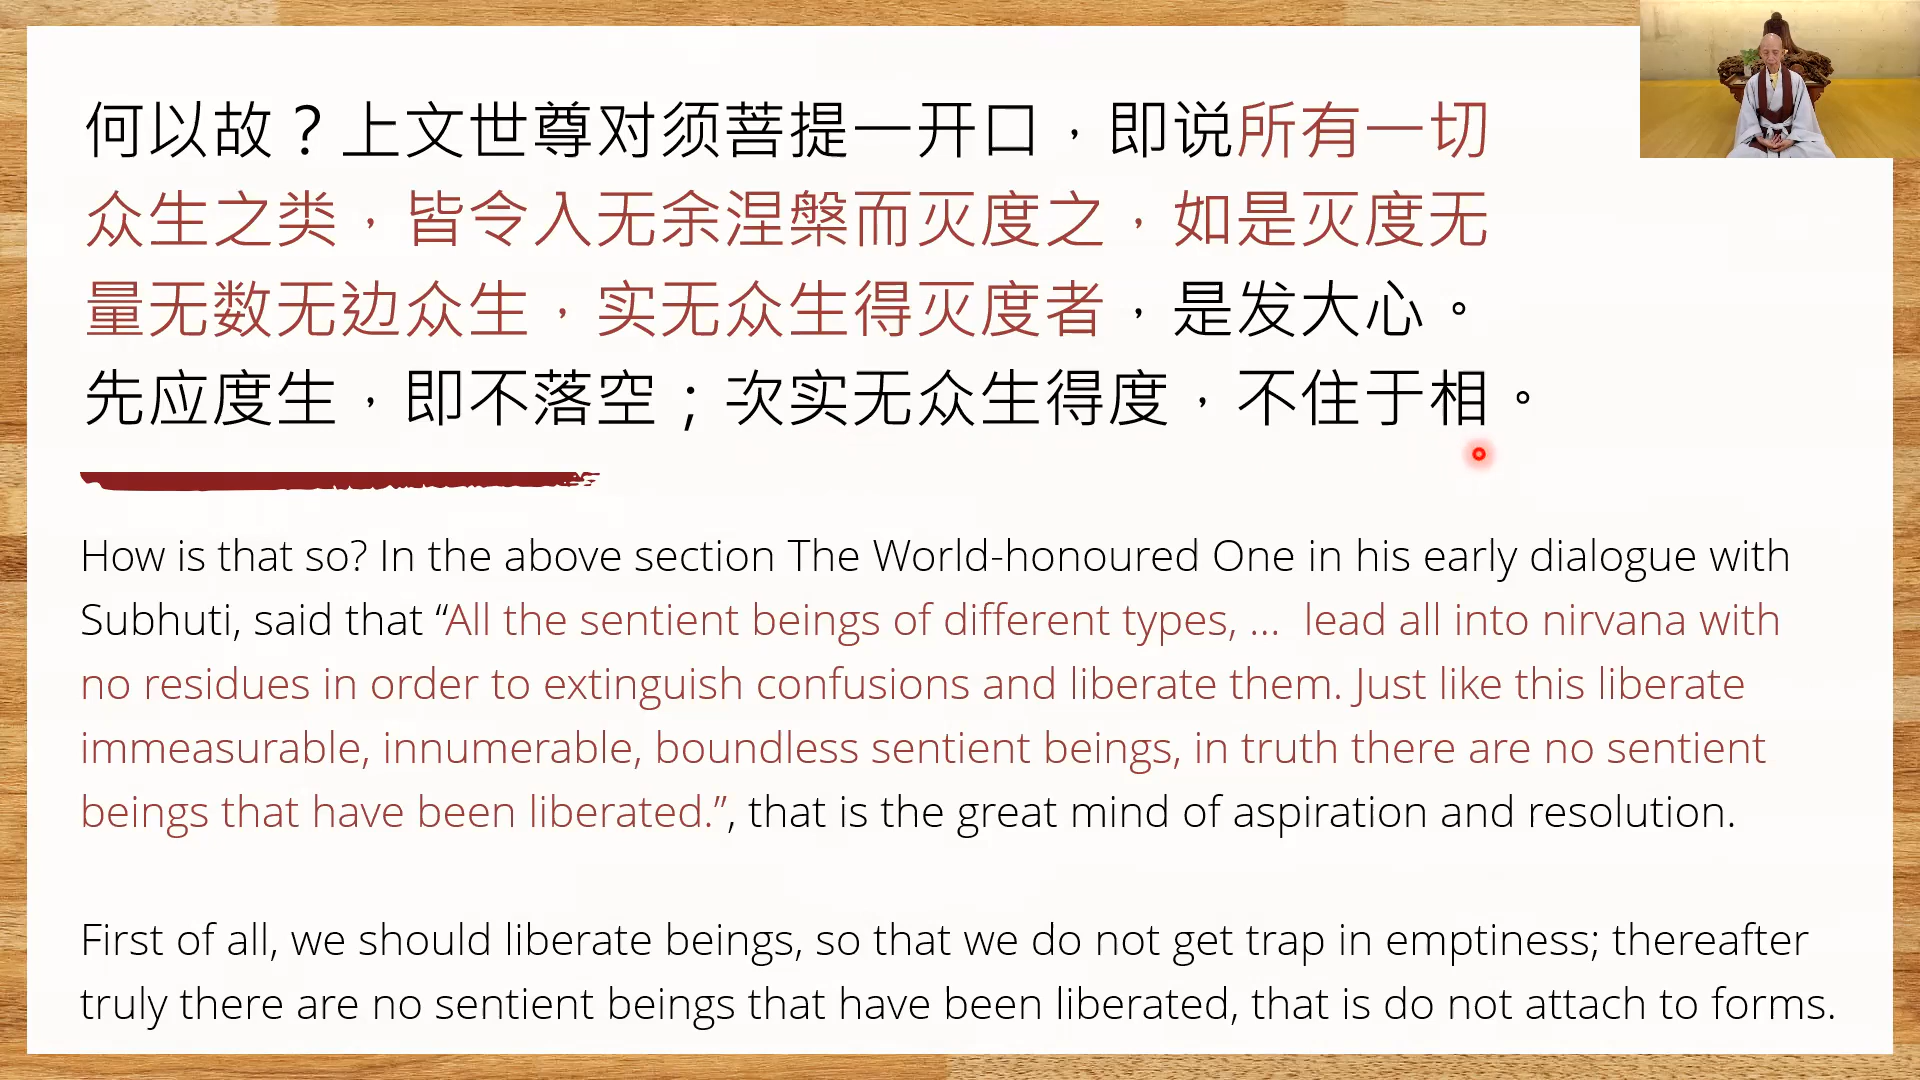 何以故？上文世尊对须菩提一开口，即说所有一切
众生之类，皆令入无余涅槃而灭度之，如是灭度无
量无数无边众生，实无众生得灭度者，是发大心。
先应度生，即不落空；次实无众生得度，不住于相。
How is that so? In the above section The World-honoured One in his early dialogue with
Subhuti, said that “All the sentient beings of different types, ... lead all into nirvana with
no residues in order to extinguish confusions and liberate them. Just like this liberate
immeasurable, innumerable, boundless sentient beings, in truth there are no sentient
beings that have been liberated.”, that is the great mind of aspiration and resolution.
First of all, we should liberate beings, so that we do not get trap in emptiness; thereafter
truly there are no sentient beings that have been liberated, that is do not attach to forms.